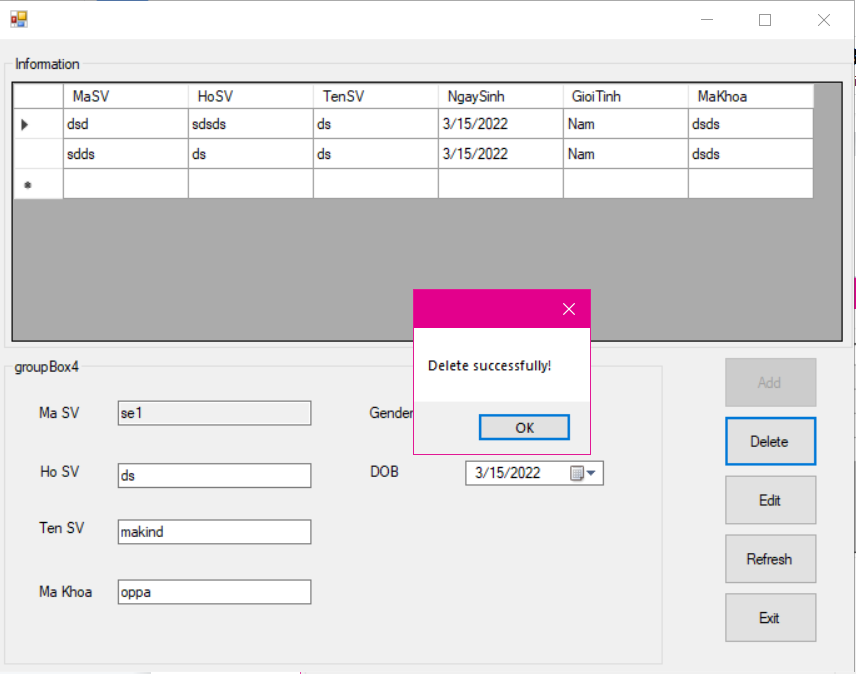 Information
MaSV HoSV TenSV NgaySinh GioiTinh MaKhoa
dsd sdsds ds 3/15/2022 Nam dsds
sdds ds ds 3/15/2022 Nam dsds
Delete successfully!
OK
groupBox4
Ma SV se1 Gender
Ho SV ds DOB 3/15/2022
Ten SV makind
Ma Khoa oppa
Add
Delete
Edit
Refresh
Exit